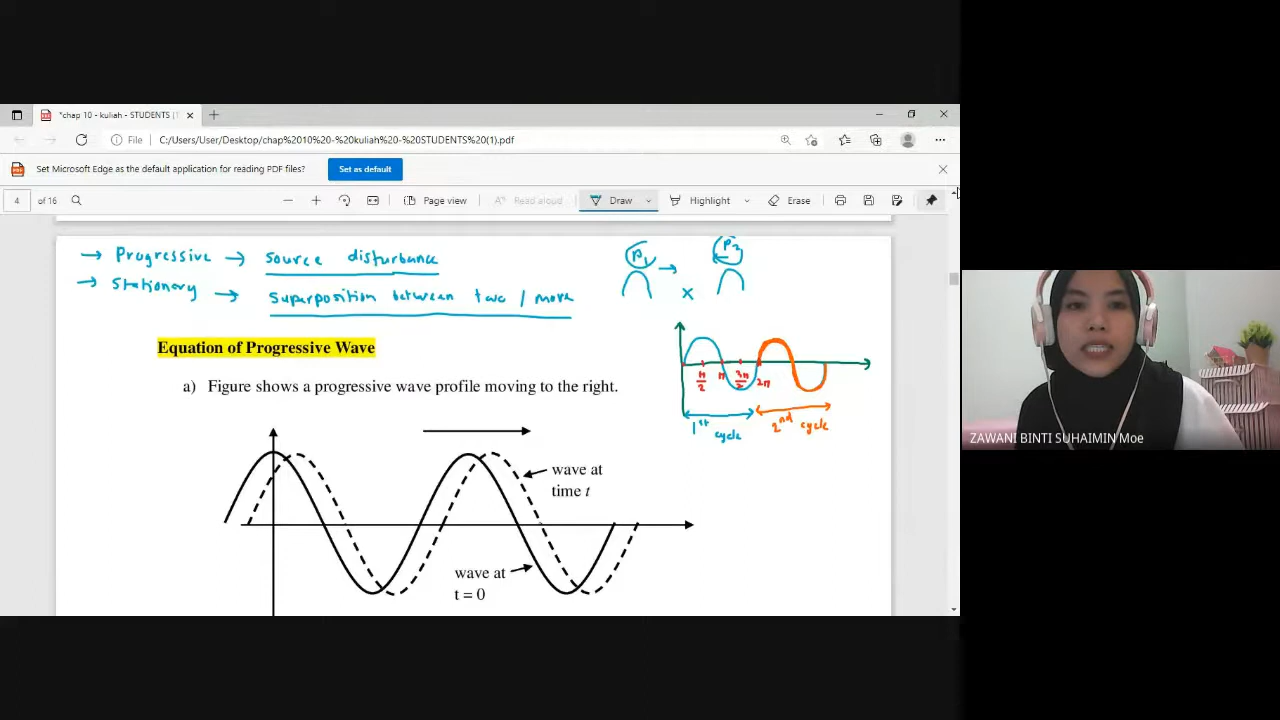 *chap 10 - kuliah - STUDENTS (1
File C:/Users/User/Desktop/chap%2010%20-%20kuliah%20-%20STUDENTS%20(1).pdf
Set Microsoft Edge as the default application for reading PDF files? Set as default
4 of 16 Page view Read aloud Draw Highlight Erase
→ Progressive → source disturbance
→ Stationary → superposition between two / more
P1 → P2
x
Equation of Progressive Wave
a) Figure shows a progressive wave profile moving to the right.
π/2 π 3π/2 2π
1st cycle
2nd cycle
wave at
time t
wave at
t = 0
ZAWANI BINTI SUHAIMIN Moe